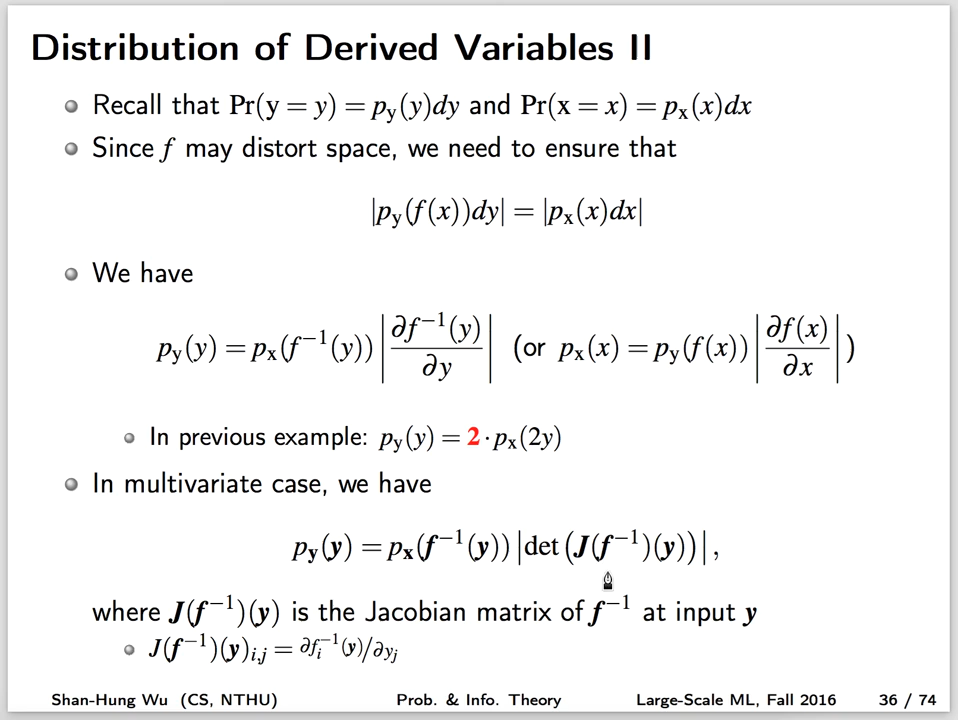 Distribution of Derived Variables II
Recall that Pr(y = y) = p_y(y)dy and Pr(x = x) = p_x(x)dx
Since f may distort space, we need to ensure that
|p_y(f(x))dy| = |p_x(x)dx|
We have
p_y(y) = p_x(f⁻¹(y)) |∂f⁻¹(y)/∂y| (or p_x(x) = p_y(f(x)) |∂f(x)/∂x|)
In previous example: p_y(y) = 2 · p_x(2y)
In multivariate case, we have
p_y(y) = p_x(f⁻¹(y)) |det (J(f⁻¹)(y))|,
where J(f⁻¹)(y) is the Jacobian matrix of f⁻¹ at input y
J(f⁻¹)(y)_{i,j} = ∂f_i⁻¹(y)/∂y_j
Shan-Hung Wu (CS, NTHU) Prob. & Info. Theory Large-Scale ML, Fall 2016 36 / 74